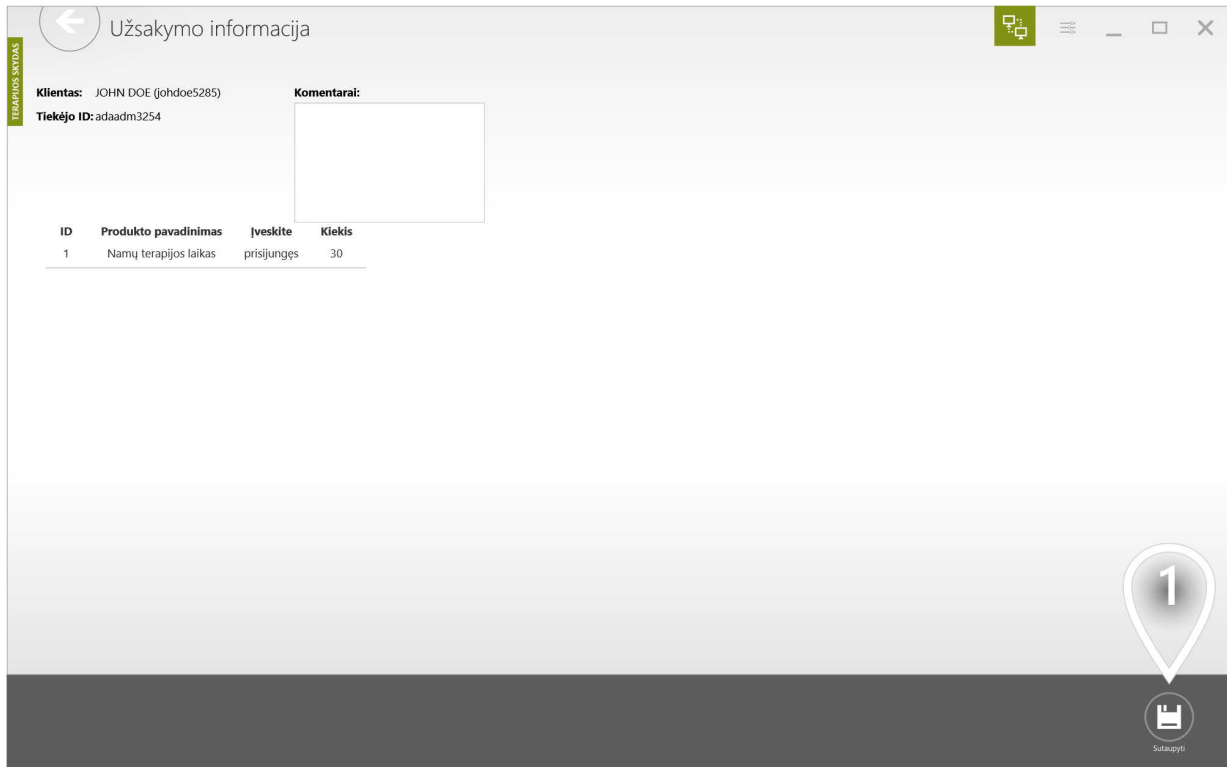 Užsakymo informacija
TERAPIJOS SKYDAS
Klientas: JOHN DOE (johdoe5285)
Tiekėjo ID: adaadm3254
Komentarai:
ID Produkto pavadinimas Įveskite Kiekis
1 Namų terapijos laikas prisijungęs 30
1
Sutaupyti